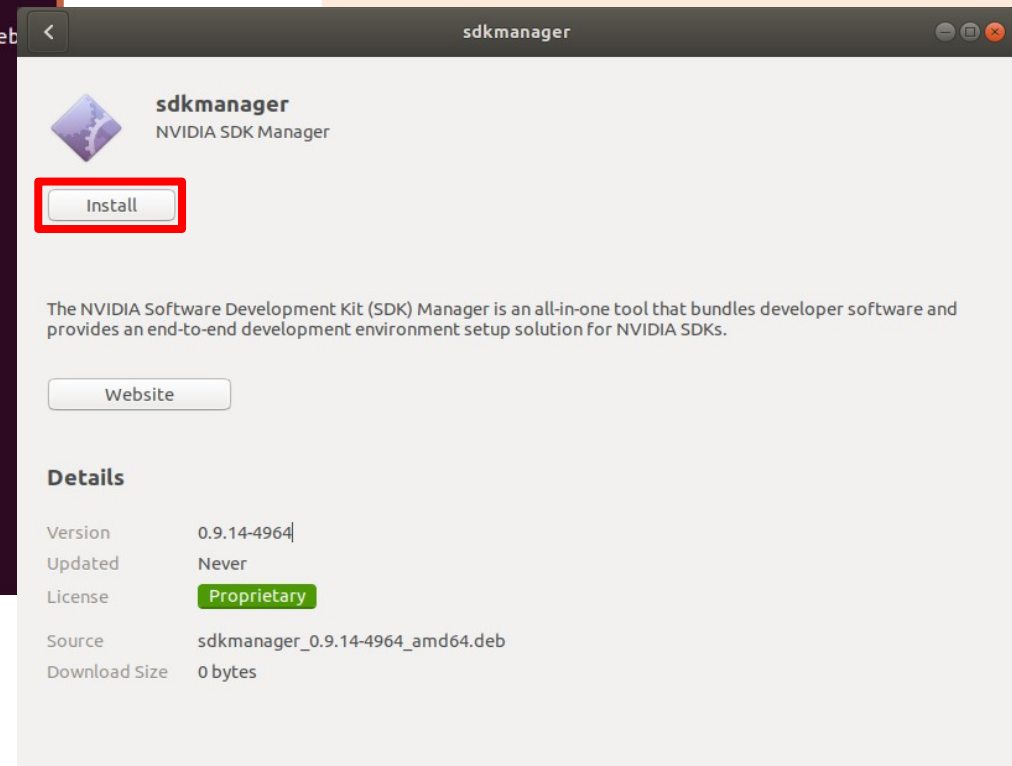 eb
sdkmanager
sdkmanager
NVIDIA SDK Manager
Install
The NVIDIA Software Development Kit (SDK) Manager is an all-in-one tool that bundles developer software and
provides an end-to-end development environment setup solution for NVIDIA SDKs.
Website
Details
Version 0.9.14-4964
Updated Never
License Proprietary
Source sdkmanager_0.9.14-4964_amd64.deb
Download Size 0 bytes